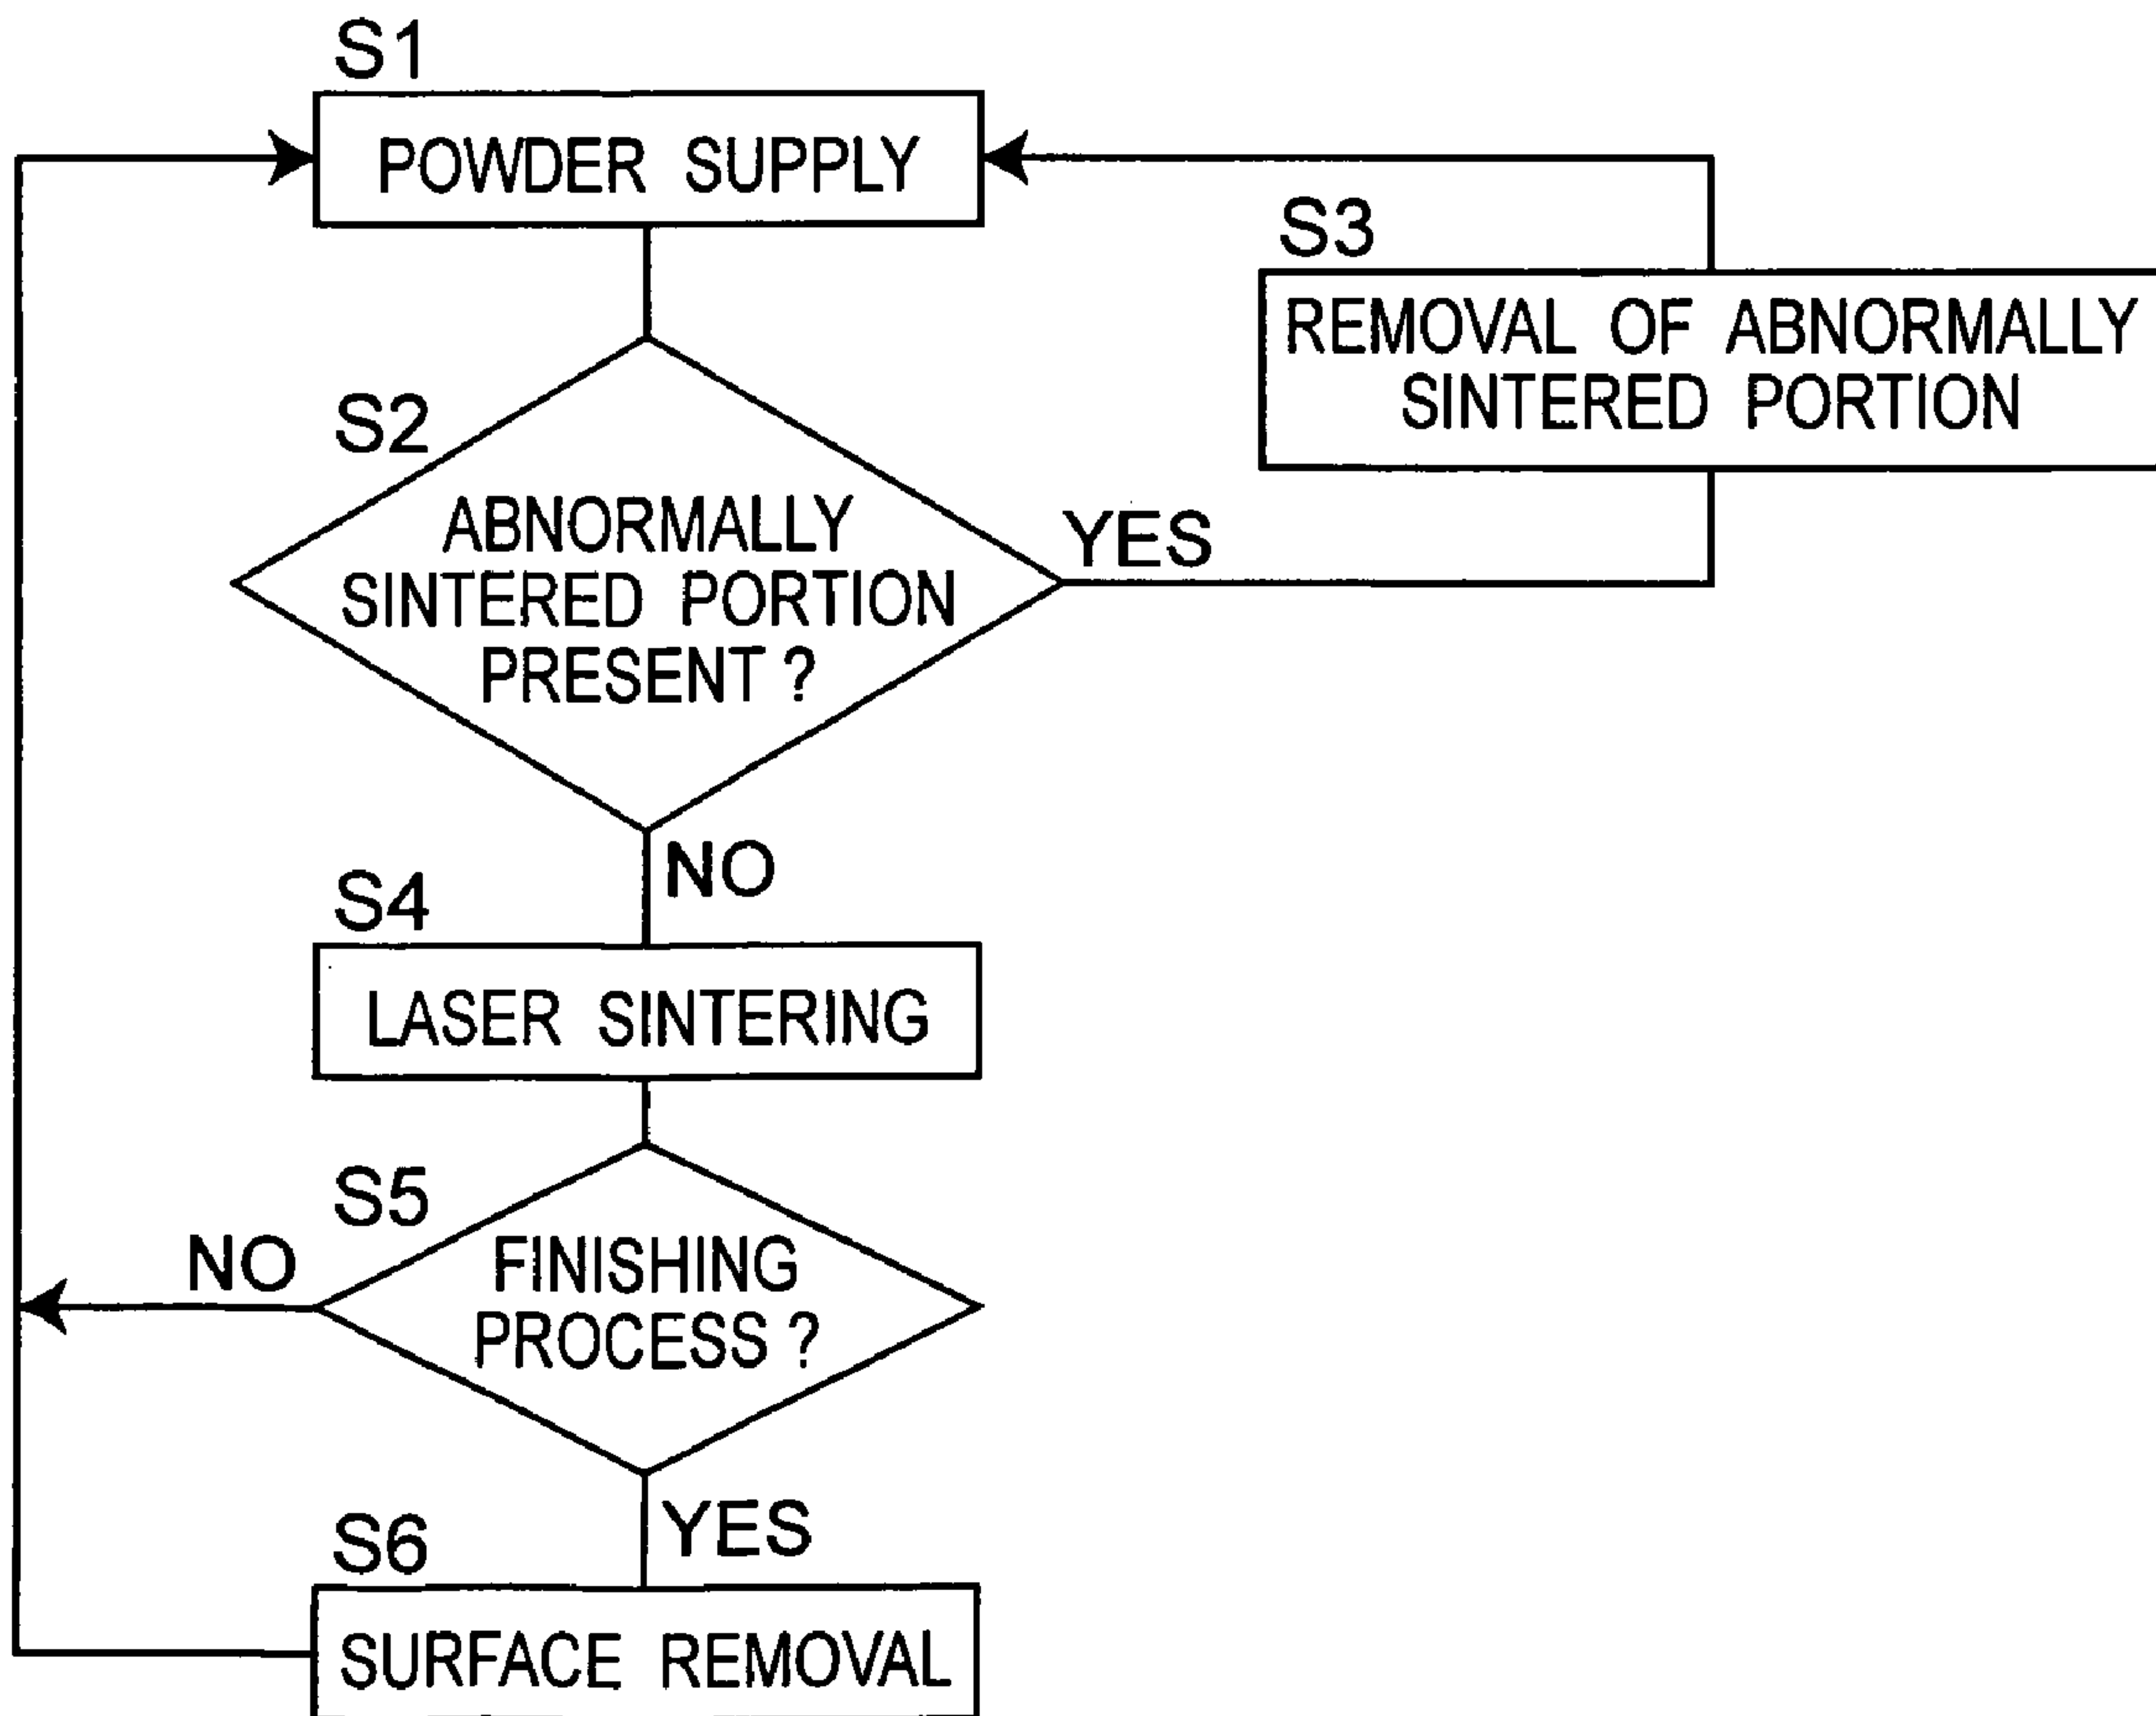 S1
POWDER SUPPLY
S3
REMOVAL OF ABNORMALLY
SINTERED PORTION
S2
ABNORMALLY
SINTERED PORTION
PRESENT ?
YES
NO
S4
LASER SINTERING
S5
FINISHING
PROCESS ?
NO
YES
S6
SURFACE REMOVAL